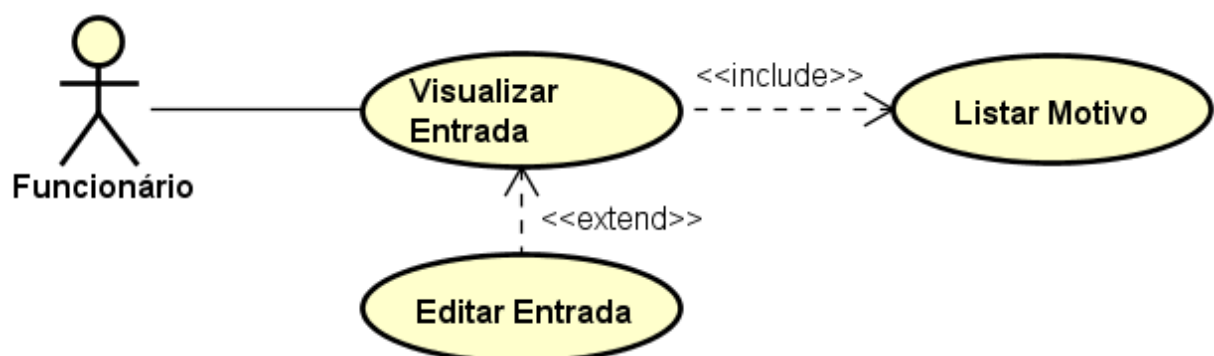 Funcionário
Visualizar
Entrada
<<include>>
Listar Motivo
<<extend>>
Editar Entrada